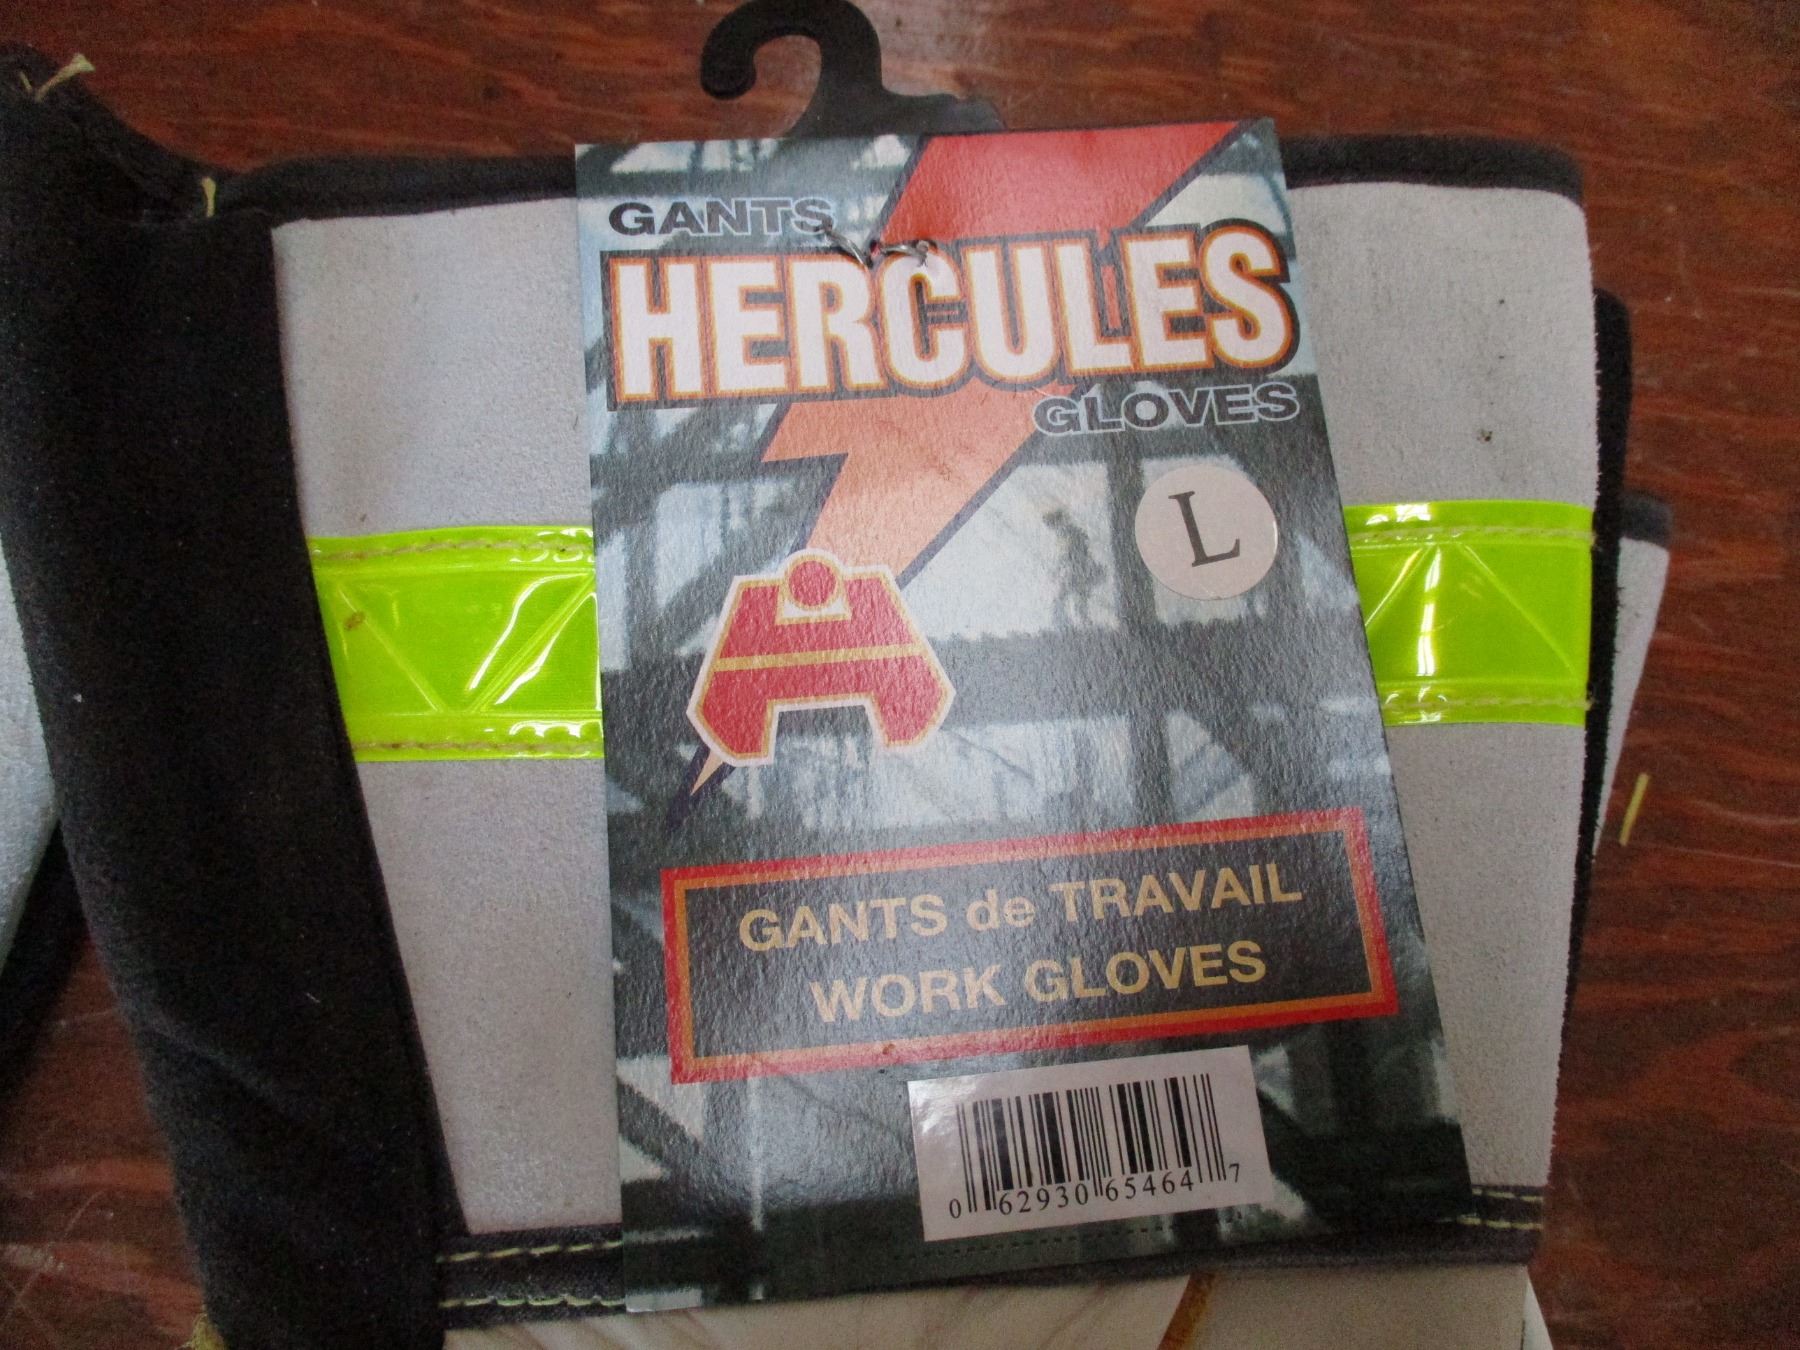 GANTS
HERCULES
GLOVES
L
GANTS de TRAVAIL
WORK GLOVES
0 62930 65464 7